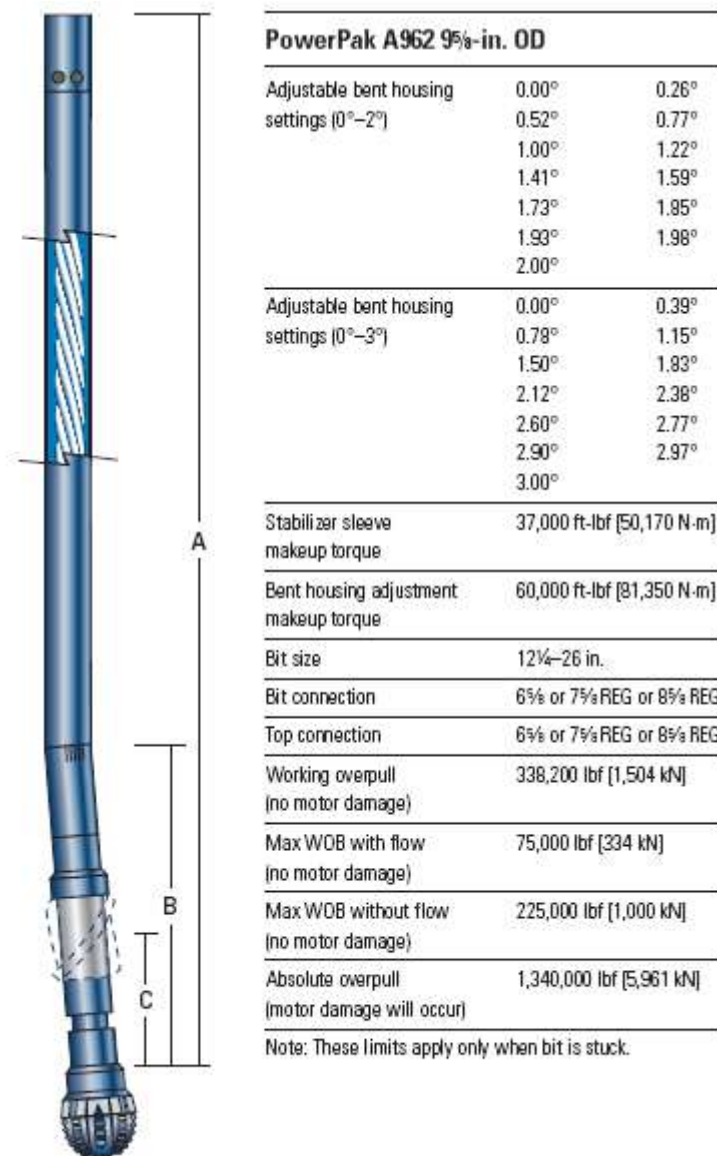 PowerPak A962 9⅝-in. OD
Adjustable bent housing 0.00° 0.26°
settings (0°–2°) 0.52° 0.77°
1.00° 1.22°
1.41° 1.59°
1.73° 1.85°
1.93° 1.98°
2.00°
Adjustable bent housing 0.00° 0.39°
settings (0°–3°) 0.78° 1.15°
1.50° 1.83°
2.12° 2.38°
2.60° 2.77°
2.90° 2.97°
3.00°
Stabilizer sleeve 37,000 ft-lbf [50,170 N·m]
makeup torque
Bent housing adjustment 60,000 ft-lbf [81,350 N·m]
makeup torque
Bit size 12¼–26 in.
Bit connection 6⅝ or 7⅝ REG or 8⅝ REG
Top connection 6⅝ or 7⅝ REG or 8⅝ REG
Working overpull 338,200 lbf [1,504 kN]
(no motor damage)
Max WOB with flow 75,000 lbf [334 kN]
(no motor damage)
Max WOB without flow 225,000 lbf [1,000 kN]
(no motor damage)
Absolute overpull 1,340,000 lbf [5,961 kN]
(motor damage will occur)
Note: These limits apply only when bit is stuck.
A
B
C